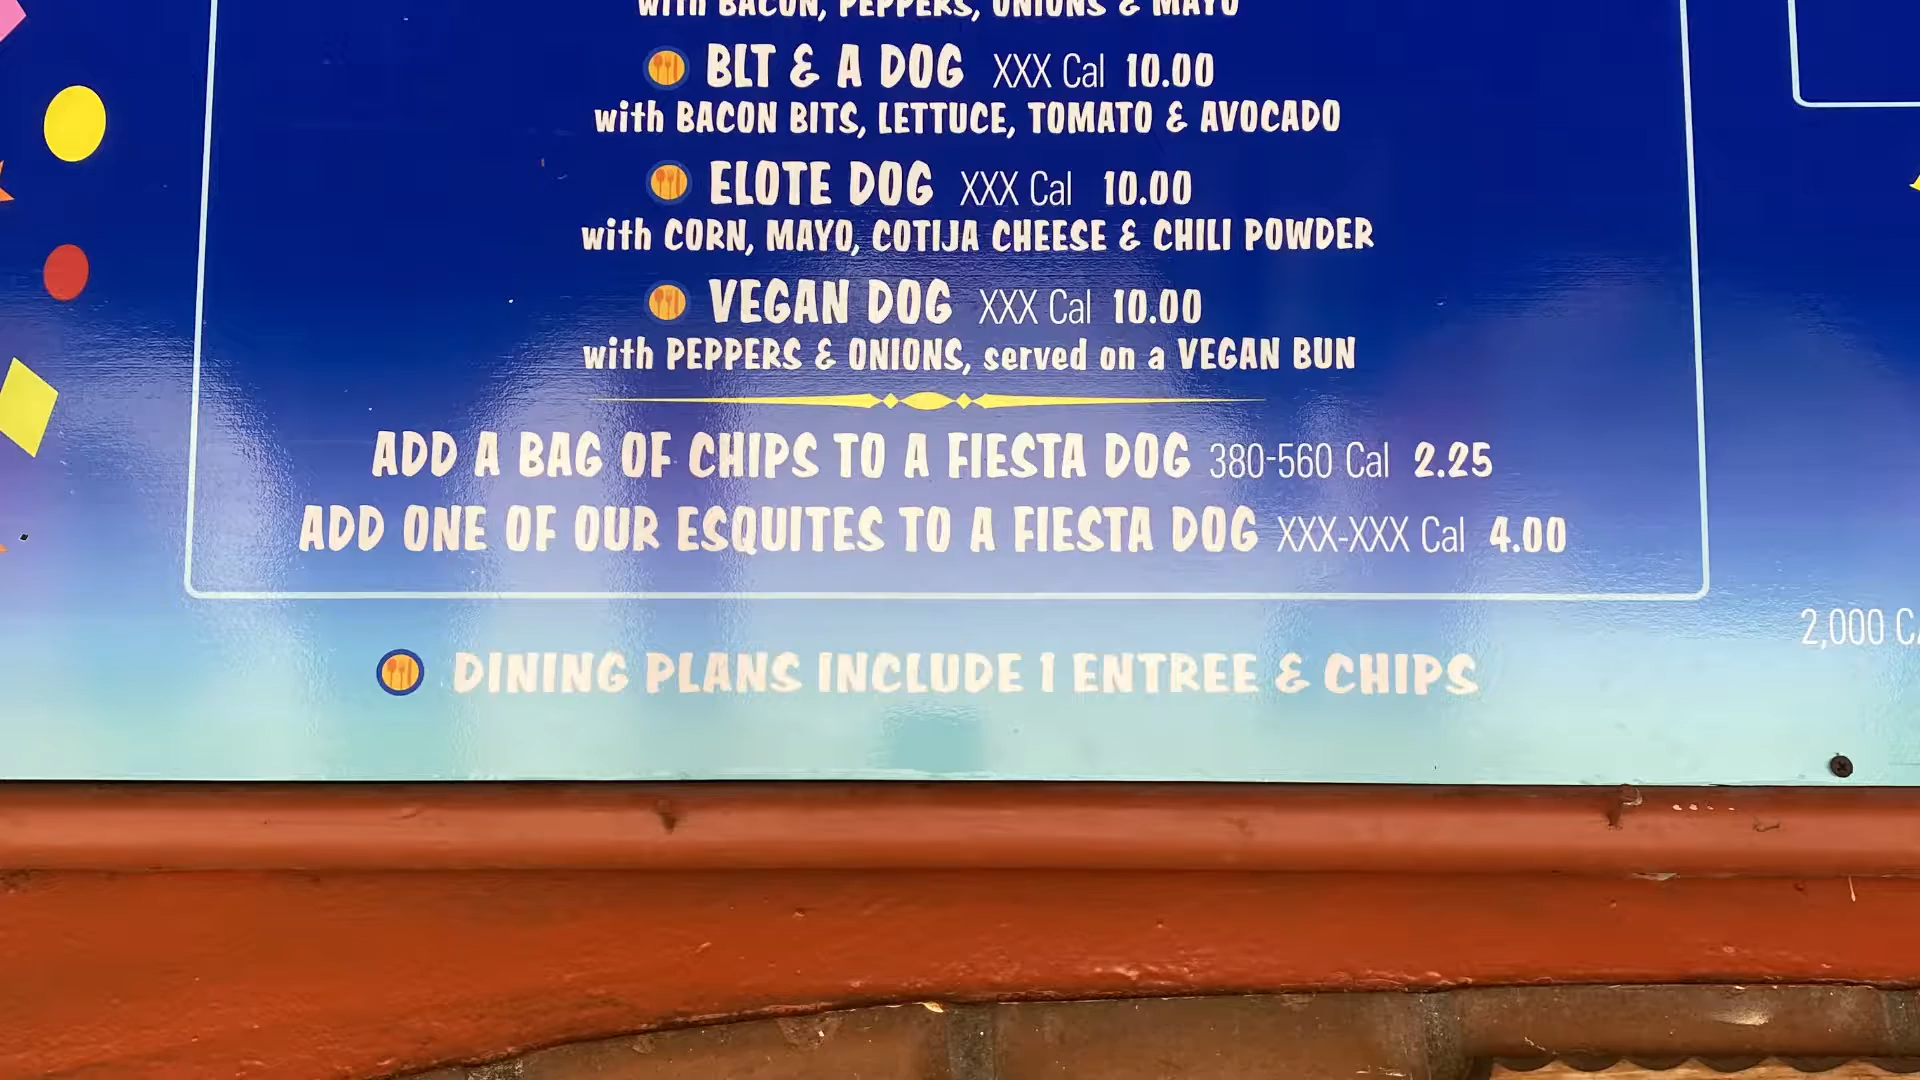 with BACON, PEPPERS, ONIONS & MAYO
BLT & A DOG XXX Cal 10.00
with BACON BITS, LETTUCE, TOMATO & AVOCADO
ELOTE DOG XXX Cal 10.00
with CORN, MAYO, COTIJA CHEESE & CHILI POWDER
VEGAN DOG XXX Cal 10.00
with PEPPERS & ONIONS, served on a VEGAN BUN
ADD A BAG OF CHIPS TO A FIESTA DOG 380-560 Cal 2.25
ADD ONE OF OUR ESQUITES TO A FIESTA DOG XXX-XXX Cal 4.00
2,000
DINING PLANS INCLUDE 1 ENTREE & CHIPS